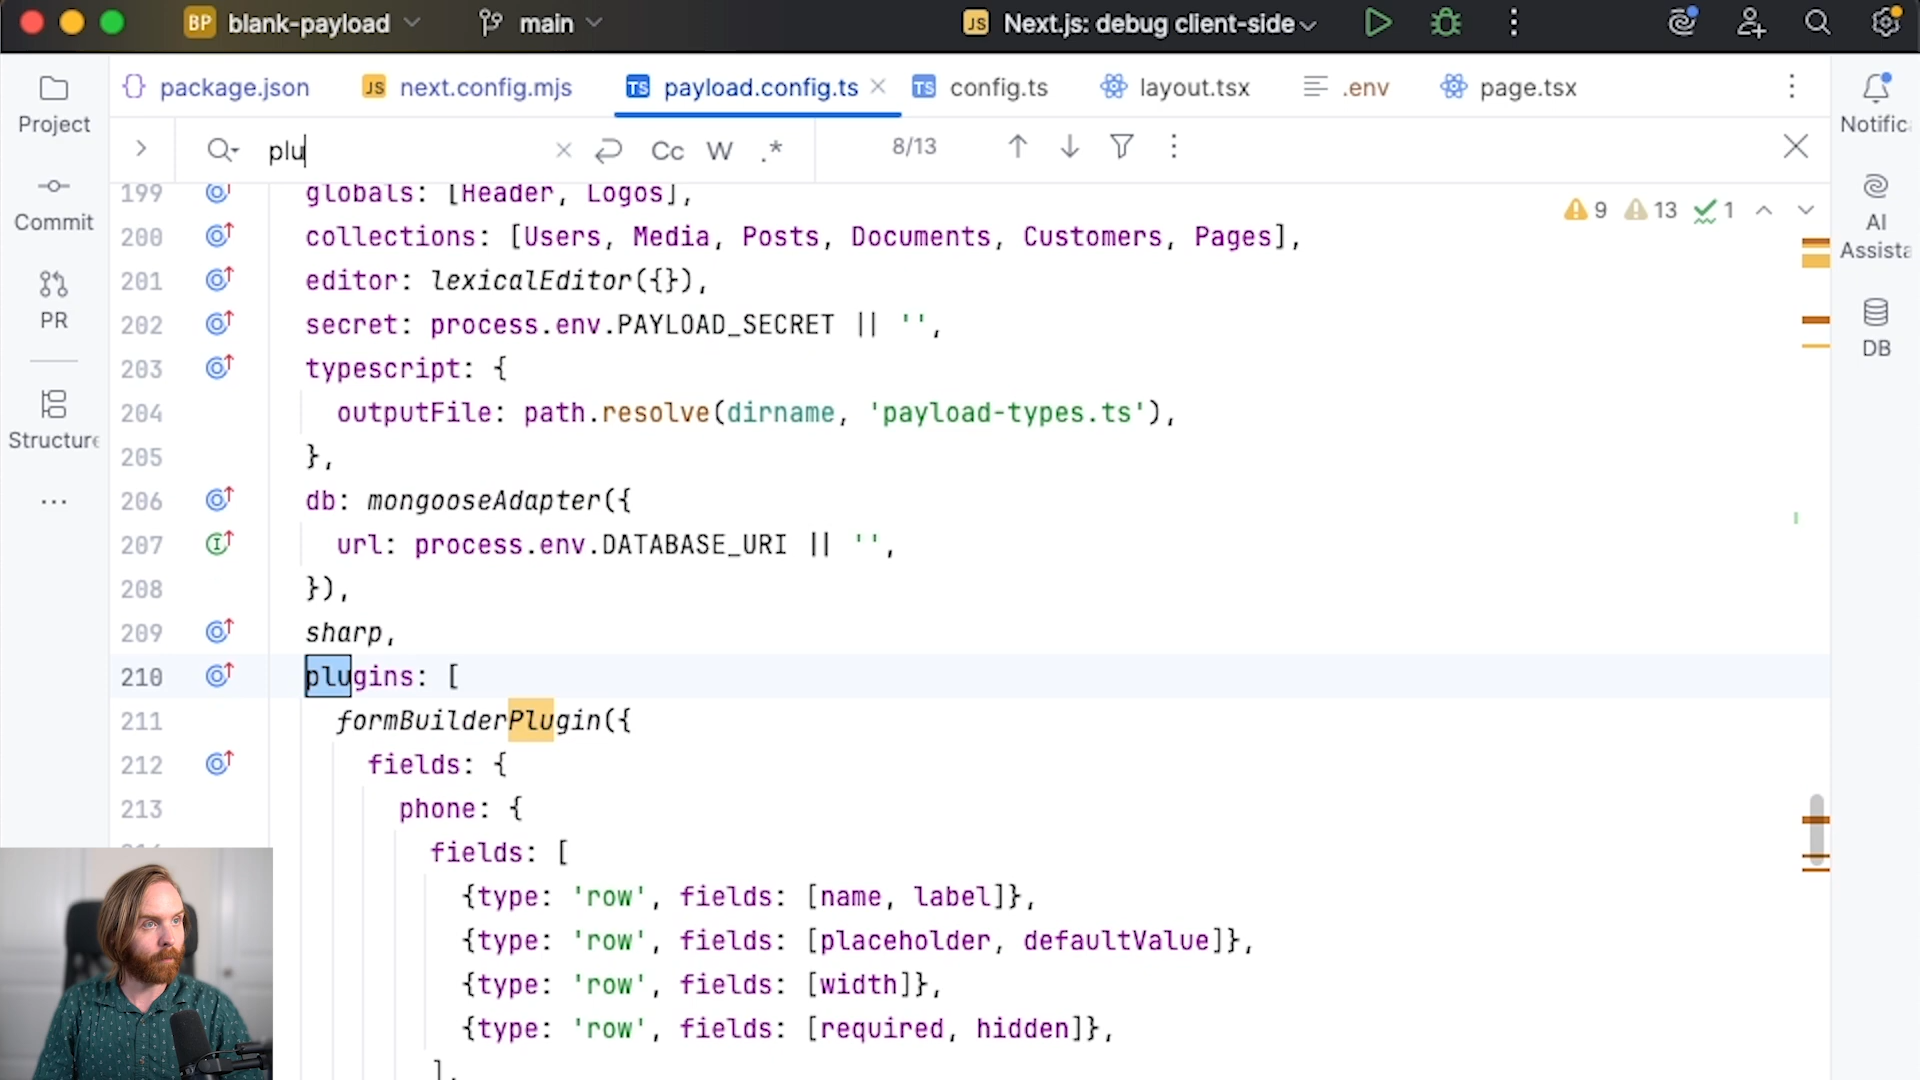 BP blank-payload main JS Next.js: debug client-side
package.json JS next.config.mjs TS payload.config.ts TS config.ts layout.tsx .env page.tsx
plu Cc W .* 8/13
Project
Commit
PR
Structure
Notific
AI
Assista
DB
9 13 1
199 globals: [Header, Logos],
200 collections: [Users, Media, Posts, Documents, Customers, Pages],
201 editor: lexicalEditor({}),
202 secret: process.env.PAYLOAD_SECRET || '',
203 typescript: {
204 outputFile: path.resolve(dirname, 'payload-types.ts'),
205 },
206 db: mongooseAdapter({
207 url: process.env.DATABASE_URI || '',
208 }),
209 sharp,
210 plugins: [
211 formBuilderPlugin({
212 fields: {
213 phone: {
fields: [
{type: 'row', fields: [name, label]},
{type: 'row', fields: [placeholder, defaultValue]},
{type: 'row', fields: [width]},
{type: 'row', fields: [required, hidden]},
],